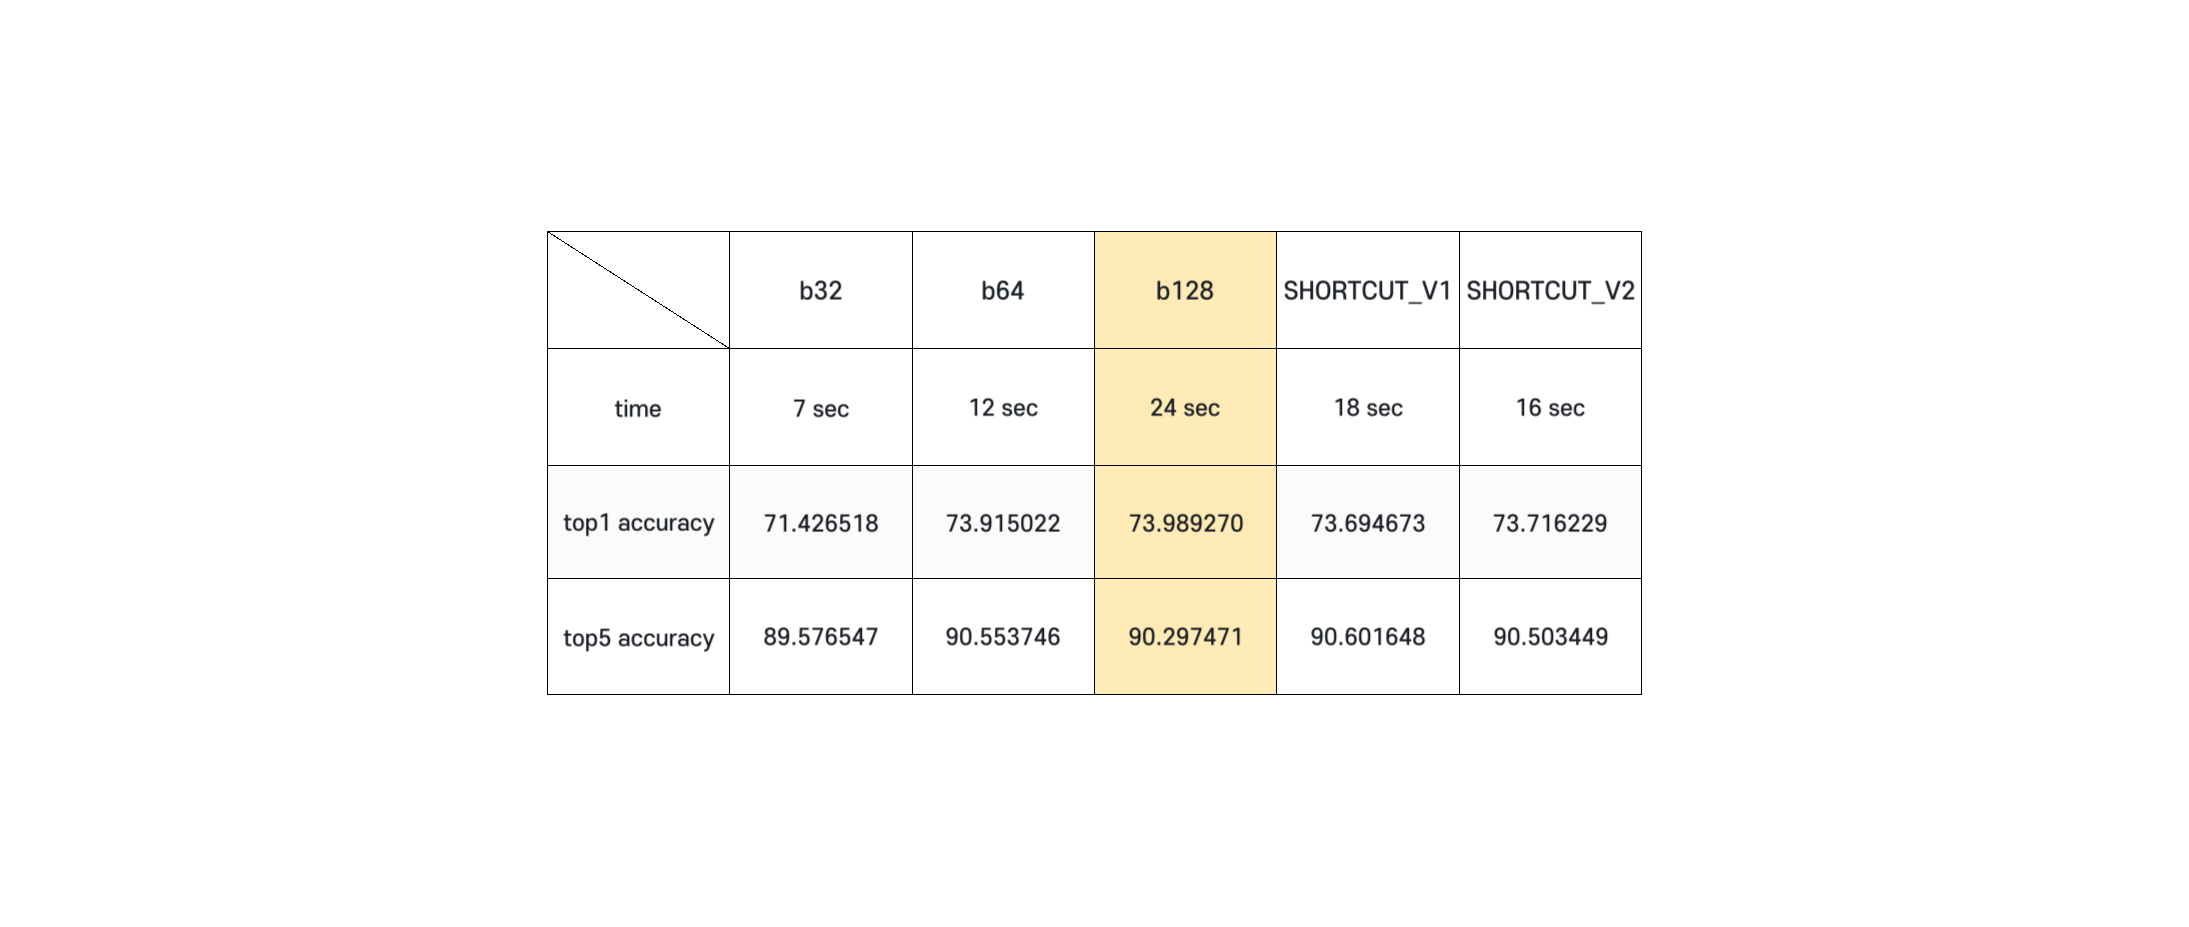 b32 b64 b128 SHORTCUT_V1 SHORTCUT_V2
time 7 sec 12 sec 24 sec 18 sec 16 sec
top1 accuracy 71.426518 73.915022 73.989270 73.694673 73.716229
top5 accuracy 89.576547 90.553746 90.297471 90.601648 90.503449